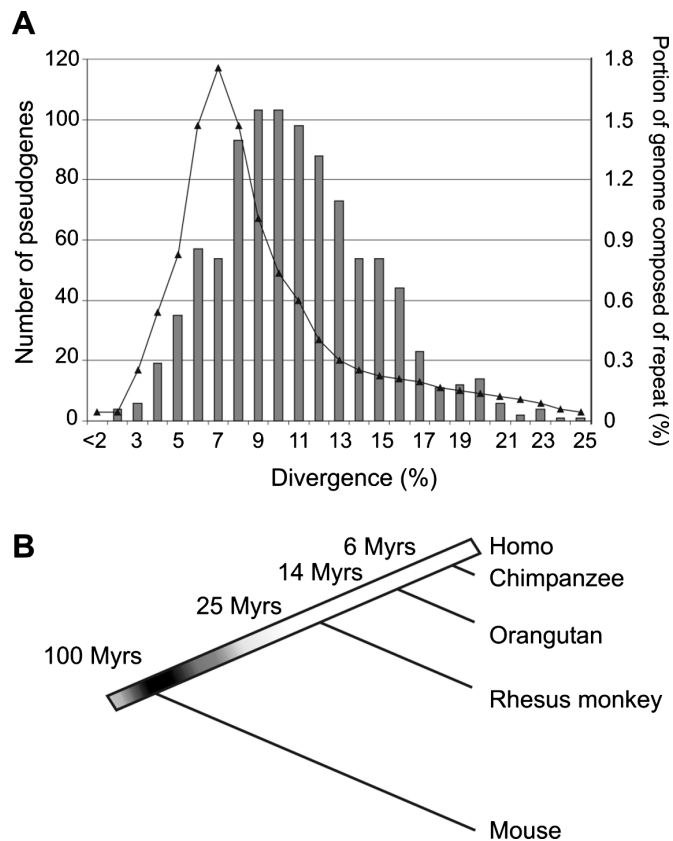 A
Number of pseudogenes
120
100
80
60
40
20
0
1.8
1.5
1.2
0.9
0.6
0.3
0
Portion of genome composed of repeat (%)
<2 3 5 7 9 11 13 15 17 19 21 23 25
Divergence (%)
B
6 Myrs
14 Myrs
25 Myrs
100 Myrs
Homo
Chimpanzee
Orangutan
Rhesus monkey
Mouse